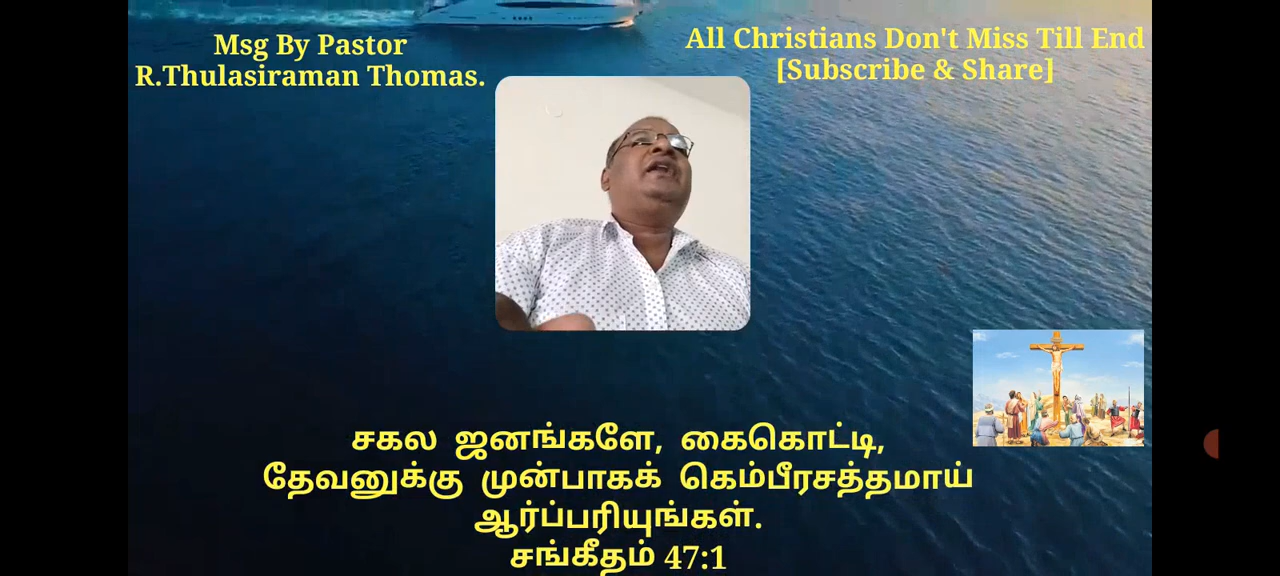 Msg By Pastor
R.Thulasiraman Thomas.
All Christians Don't Miss Till End
[Subscribe & Share]
சகல ஜனங்களே, கைகொட்டி,
தேவனுக்கு முன்பாகக் கெம்பீரசத்தமாய்
ஆர்ப்பரியுங்கள்.
சங்கீதம் 47:1